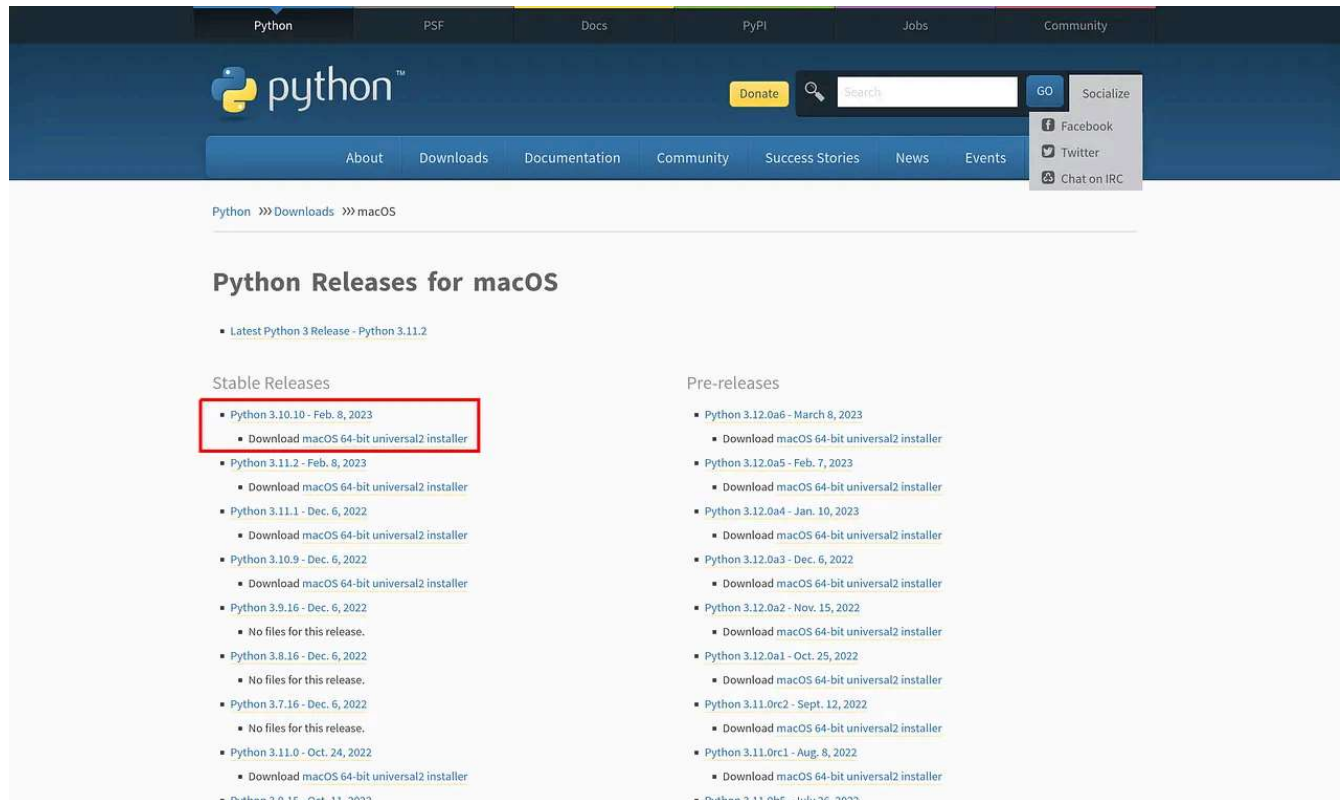 Python PSF Docs PyPI Jobs Community
python™
Donate Search GO Socialize
Facebook
Twitter
Chat on IRC
About Downloads Documentation Community Success Stories News Events
Python >>> Downloads >>> macOS
Python Releases for macOS
Latest Python 3 Release - Python 3.11.2
Stable Releases
Python 3.10.10 - Feb. 8, 2023
Download macOS 64-bit universal2 installer
Python 3.11.2 - Feb. 8, 2023
Download macOS 64-bit universal2 installer
Python 3.11.1 - Dec. 6, 2022
Download macOS 64-bit universal2 installer
Python 3.10.9 - Dec. 6, 2022
Download macOS 64-bit universal2 installer
Python 3.9.16 - Dec. 6, 2022
No files for this release.
Python 3.8.16 - Dec. 6, 2022
No files for this release.
Python 3.7.16 - Dec. 6, 2022
No files for this release.
Python 3.11.0 - Oct. 24, 2022
Download macOS 64-bit universal2 installer
Pre-releases
Python 3.12.0a6 - March 8, 2023
Download macOS 64-bit universal2 installer
Python 3.12.0a5 - Feb. 7, 2023
Download macOS 64-bit universal2 installer
Python 3.12.0a4 - Jan. 10, 2023
Download macOS 64-bit universal2 installer
Python 3.12.0a3 - Dec. 6, 2022
Download macOS 64-bit universal2 installer
Python 3.12.0a2 - Nov. 15, 2022
Download macOS 64-bit universal2 installer
Python 3.12.0a1 - Oct. 25, 2022
Download macOS 64-bit universal2 installer
Python 3.11.0rc2 - Sept. 12, 2022
Download macOS 64-bit universal2 installer
Python 3.11.0rc1 - Aug. 8, 2022
Download macOS 64-bit universal2 installer